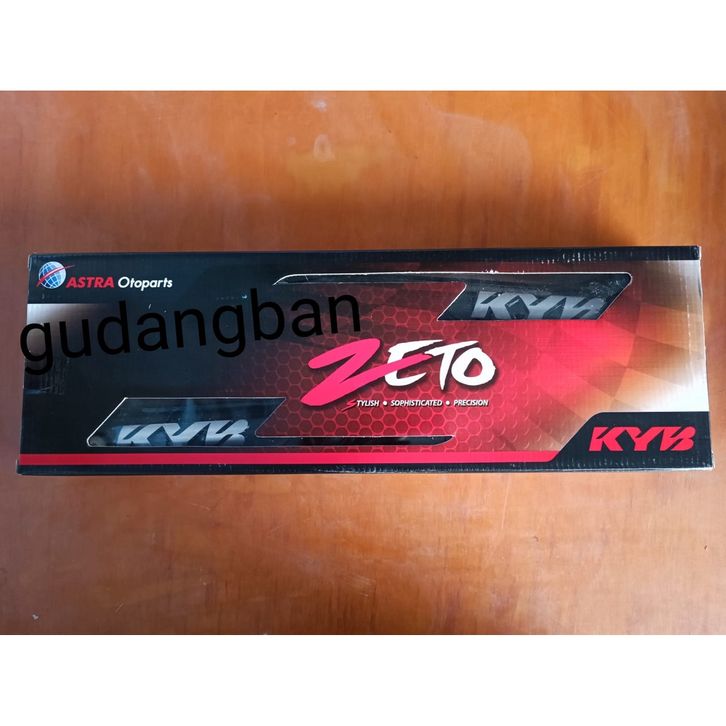 ASTRA Otoparts
KYB
gudangban
ZETO
STYLISH • SOPHISTICATED • PRECISION
KYB
KYB